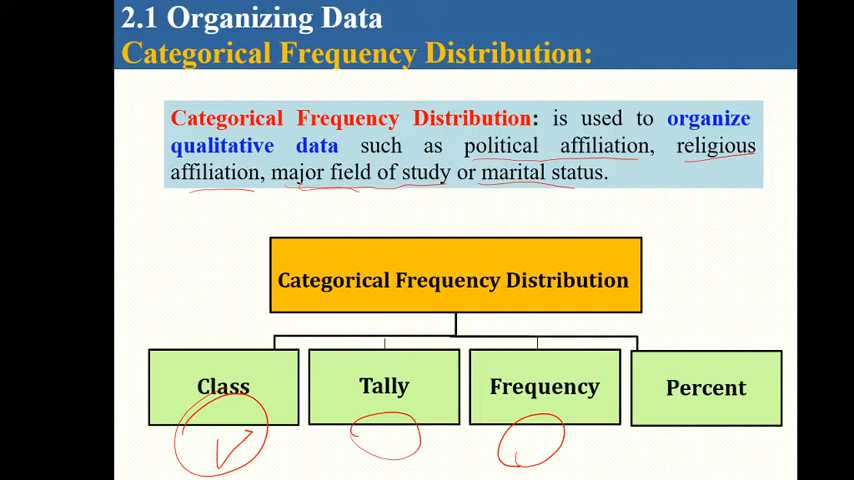 2.1 Organizing Data
Categorical Frequency Distribution:
Categorical Frequency Distribution: is used to organize
qualitative data such as political affiliation, religious
affiliation, major field of study or marital status.
Categorical Frequency Distribution
Class
Tally
Frequency
Percent